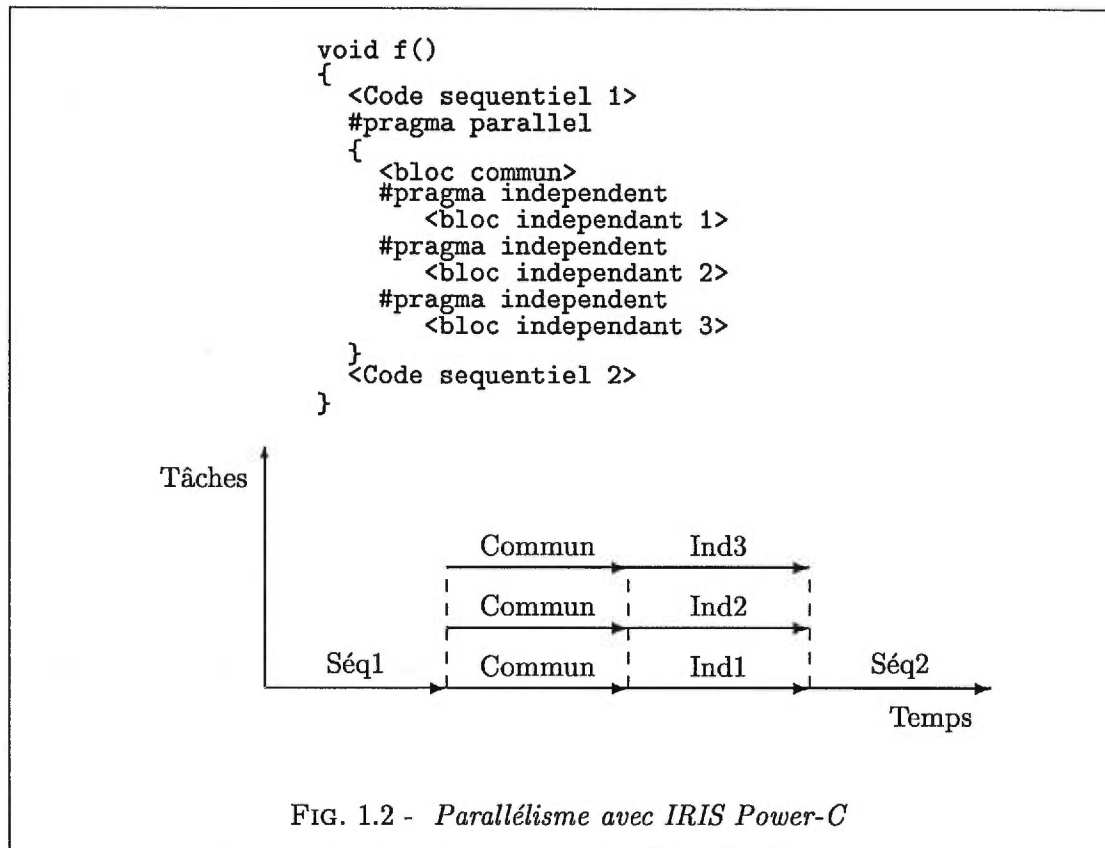 void f()
{
<Code sequentiel 1>
#pragma parallel
{
<bloc commun>
#pragma independent
<bloc independant 1>
#pragma independent
<bloc independant 2>
#pragma independent
<bloc independant 3>
}
<Code sequentiel 2>
}
Tâches
Commun Ind3
Commun Ind2
Séq1 Commun Ind1 Séq2
Temps
FIG. 1.2 - Parallélisme avec IRIS Power-C